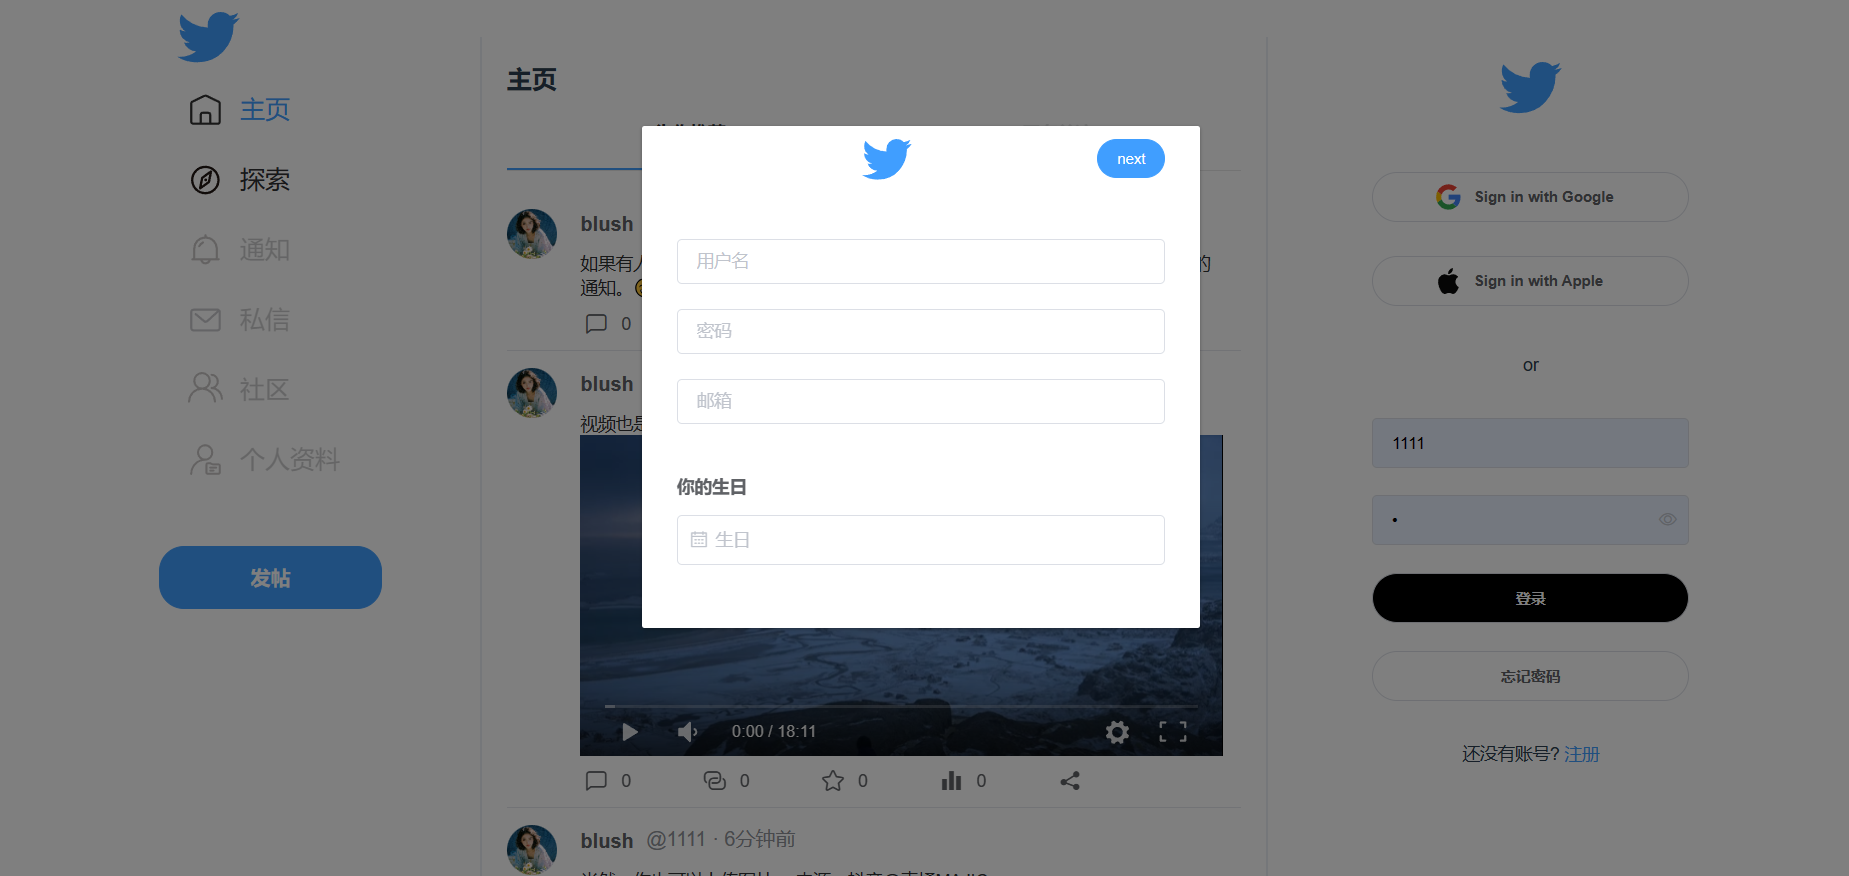 主页
探索
通知
私信
社区
个人资料
发帖
主页
blush
如果有
的
通知。
0
blush
视频也是
0:00 / 18:11
0 0 0 0
blush @1111 · 6分钟前
next
用户名
密码
邮箱
你的生日
生日
Sign in with Google
Sign in with Apple
or
1111
•
登录
忘记密码
还没有账号? 注册